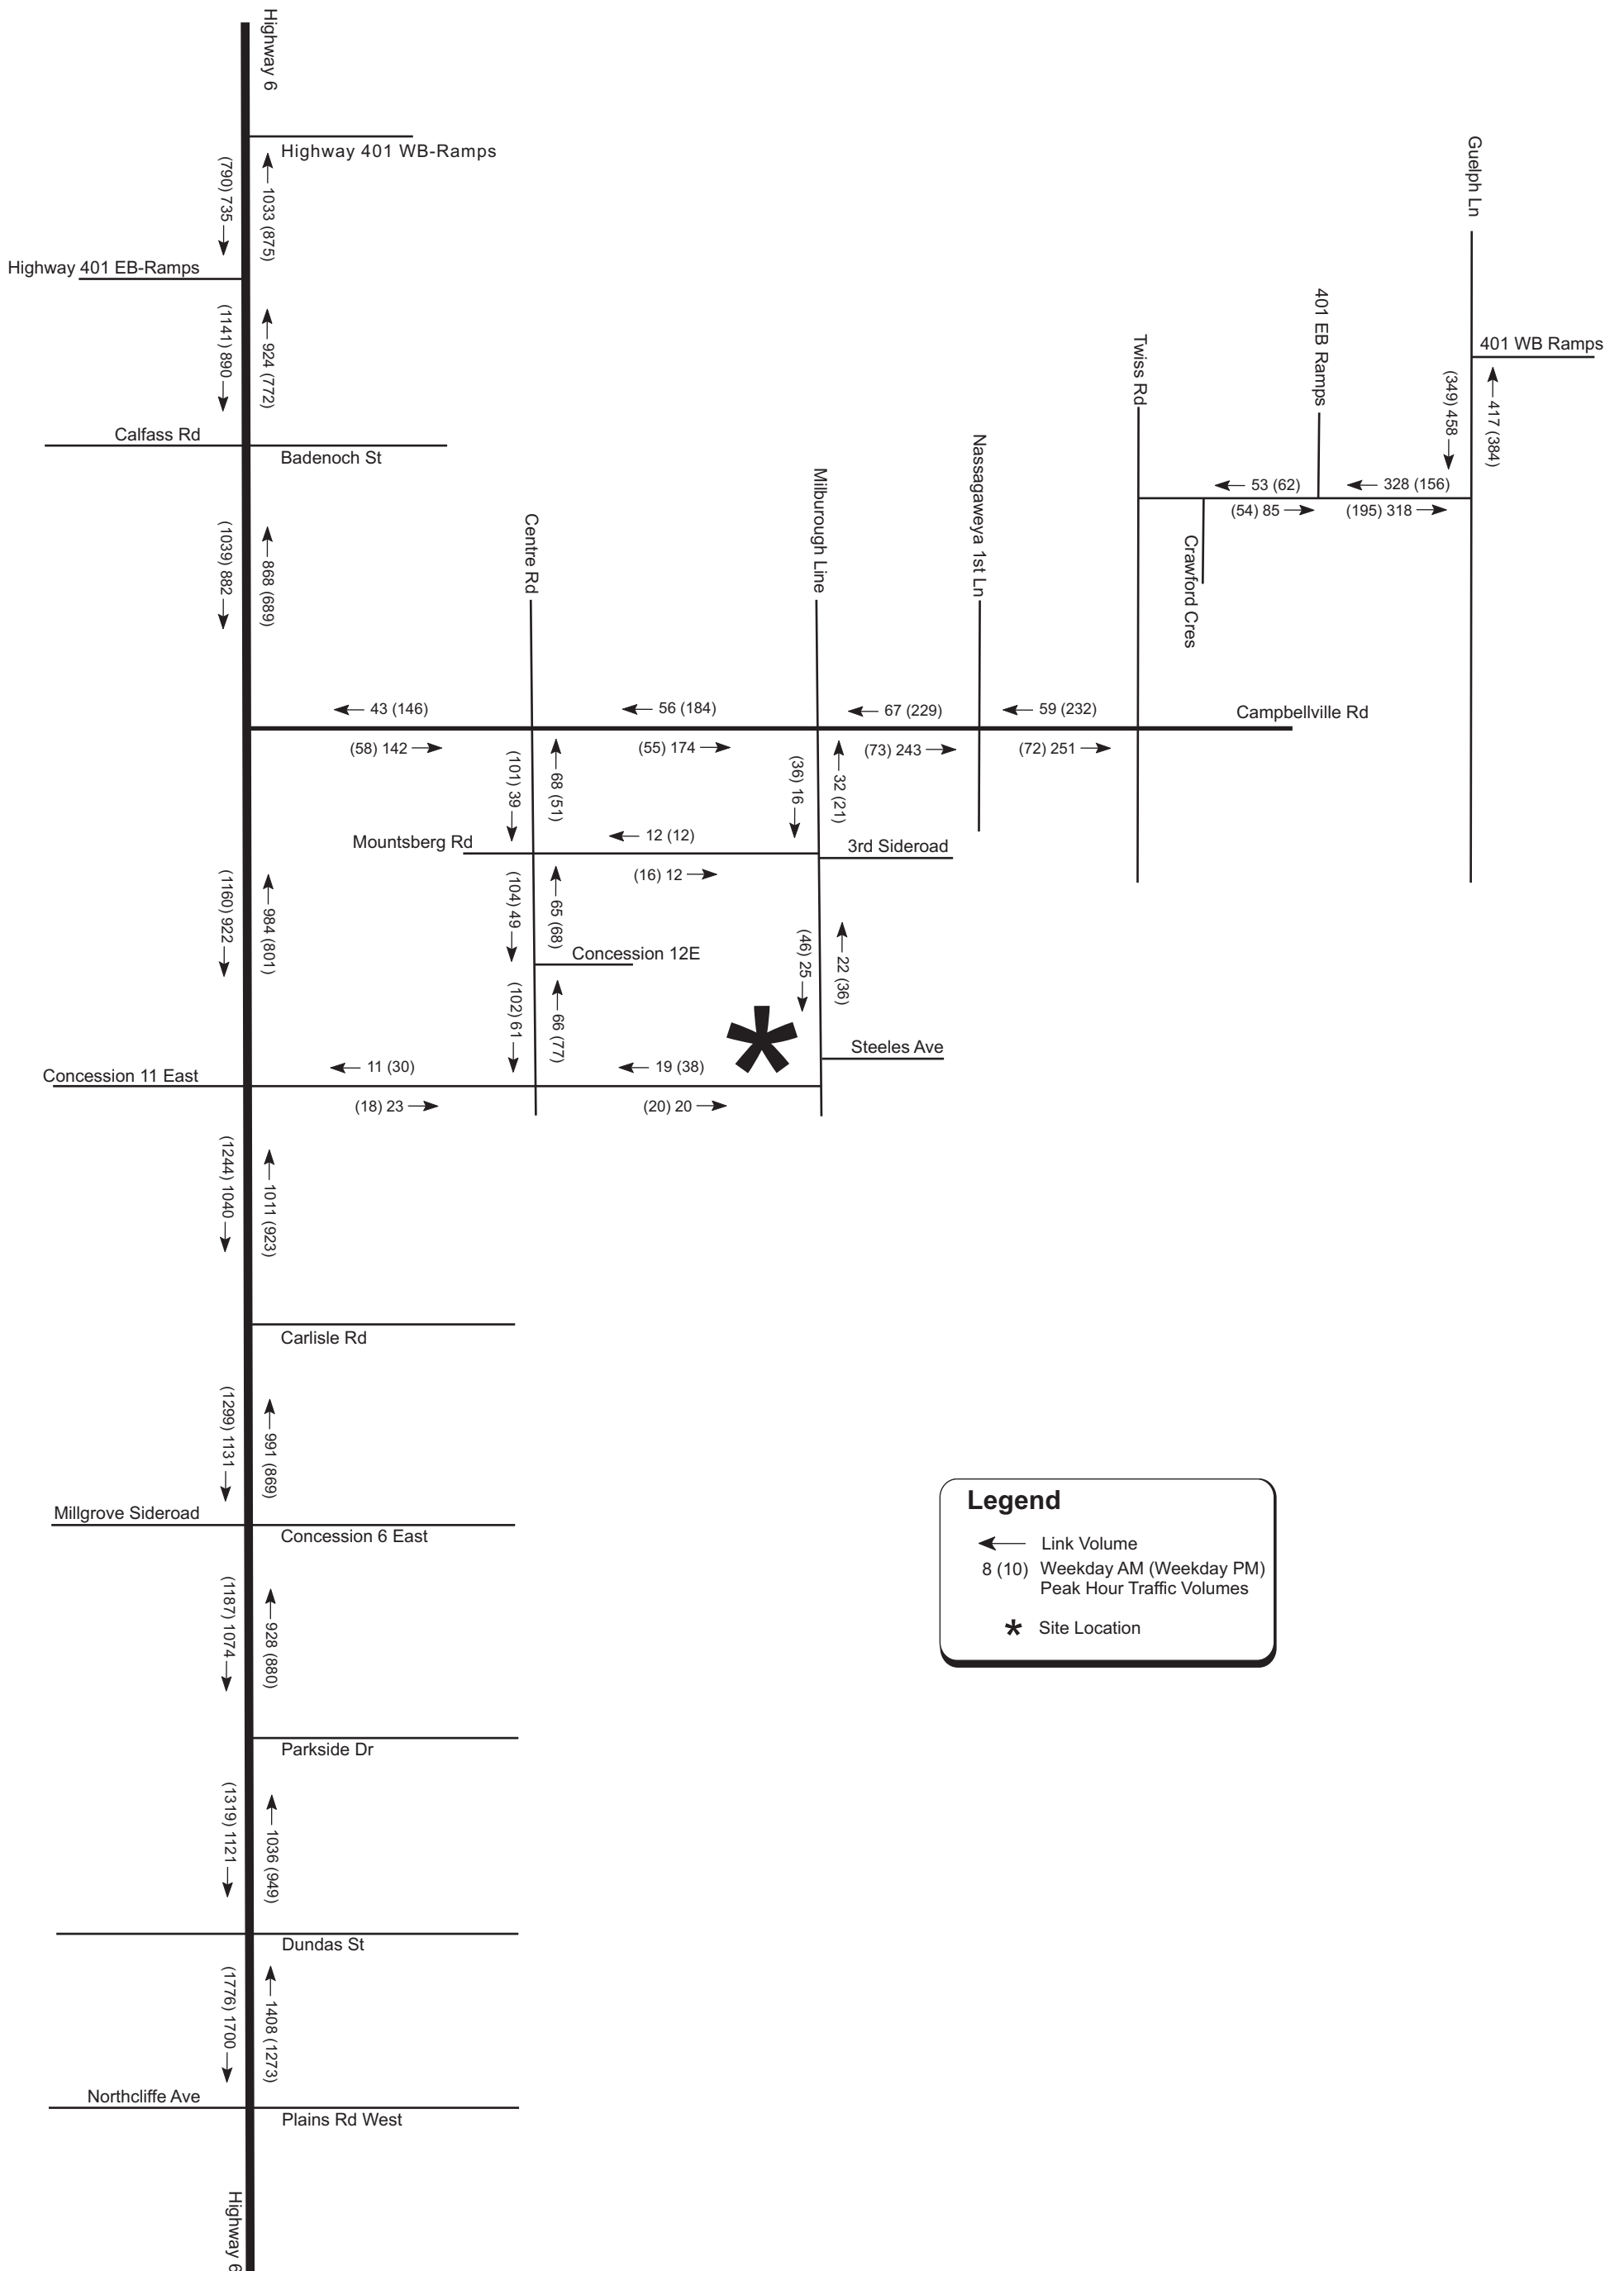 Highway 6
Highway 401 WB-Ramps
(790) 735
1033 (875)
Highway 401 EB-Ramps
(1141) 890
924 (772)
Calfass Rd
Badenoch St
(1039) 882
868 (689)
Guelph Ln
401 WB Ramps
401 EB Ramps
(349) 458
417 (384)
Twiss Rd
53 (62)
328 (156)
(54) 85
(195) 318
Crawford Cres
Nassagaweya 1st Ln
Milburough Line
Centre Rd
43 (146)
56 (184)
67 (229)
59 (232)
Campbellville Rd
(58) 142
(55) 174
(73) 243
(72) 251
(101) 39
68 (51)
(36) 16
32 (21)
Mountsberg Rd
12 (12)
3rd Sideroad
(16) 12
(1160) 922
984 (801)
(104) 49
65 (68)
Concession 12E
(46) 25
22 (36)
(102) 61
66 (77)
Steeles Ave
Concession 11 East
11 (30)
19 (38)
(18) 23
(20) 20
(1244) 1040
1011 (923)
Carlisle Rd
(1299) 1131
991 (869)
Millgrove Sideroad
Concession 6 East
(1187) 1074
928 (880)
Parkside Dr
(1319) 1121
1036 (949)
Dundas St
(1776) 1700
1408 (1273)
Northcliffe Ave
Plains Rd West
Highway 6
Legend
Link Volume
8 (10) Weekday AM (Weekday PM)
Peak Hour Traffic Volumes
* Site Location